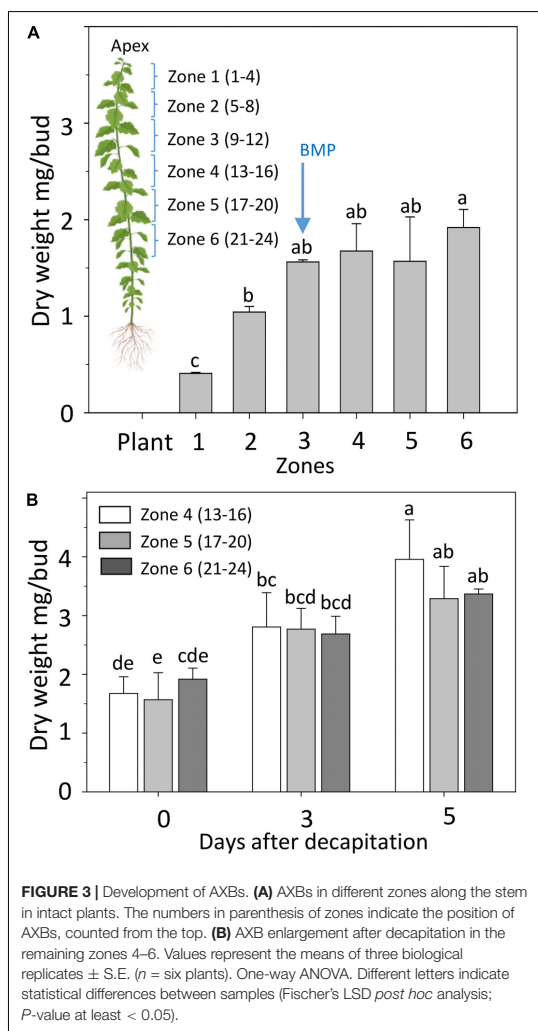 A
Apex
Zone 1 (1-4)
Zone 2 (5-8)
Zone 3 (9-12)
Zone 4 (13-16)
Zone 5 (17-20)
Zone 6 (21-24)
BMP
c
b
ab
ab
ab
a
Dry weight mg/bud
3
2
1
0
Plant 1 2 3 4 5 6
Zones
B
Zone 4 (13-16)
Zone 5 (17-20)
Zone 6 (21-24)
de
e
cde
bc
bcd
bcd
a
ab
ab
Dry weight mg/bud
4
3
2
1
0
0 3 5
Days after decapitation
FIGURE 3 | Development of AXBs. (A) AXBs in different zones along the stem
in intact plants. The numbers in parenthesis of zones indicate the position of
AXBs, counted from the top. (B) AXB enlargement after decapitation in the
remaining zones 4–6. Values represent the means of three biological
replicates ± S.E. (n = six plants). One-way ANOVA. Different letters indicate
statistical differences between samples (Fischer's LSD post hoc analysis;
P-value at least < 0.05).